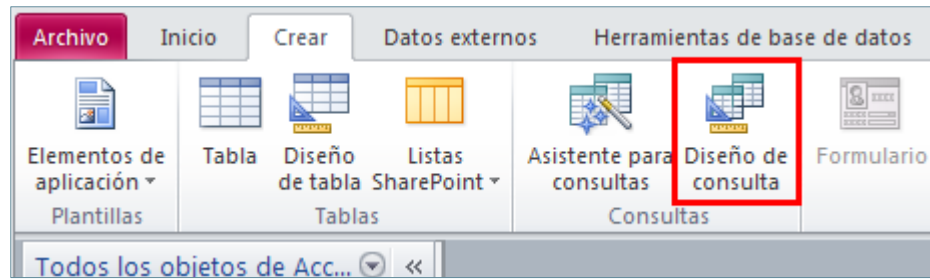 Archivo Inicio Crear Datos externos Herramientas de base de datos
Elementos de aplicación
Tabla
Diseño de tabla
Listas SharePoint
Asistente para consultas
Diseño de consulta
Formulario
Plantillas Tablas Consultas
Todos los objetos de Acc... «